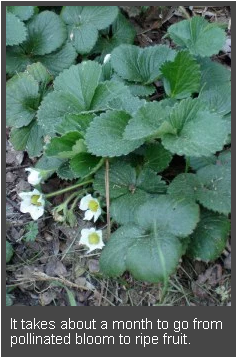 It takes about a month to go from
pollinated bloom to ripe fruit.